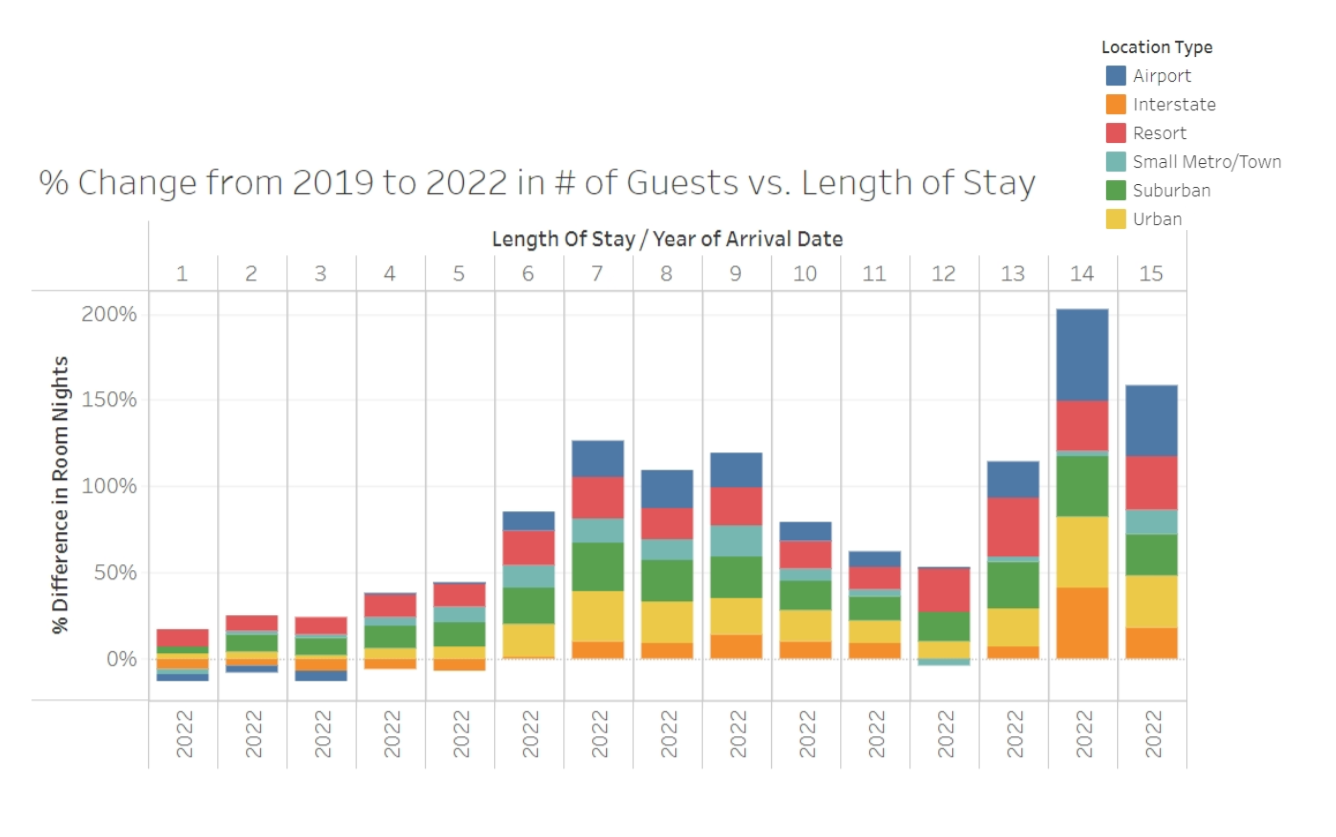 Location Type
Airport
Interstate
Resort
Small Metro/Town
Suburban
Urban
% Change from 2019 to 2022 in # of Guests vs. Length of Stay
Length Of Stay / Year of Arrival Date
1 2 3 4 5 6 7 8 9 10 11 12 13 14 15
% Difference in Room Nights
200%
150%
100%
50%
0%
2022 2022 2022 2022 2022 2022 2022 2022 2022 2022 2022 2022 2022 2022 2022